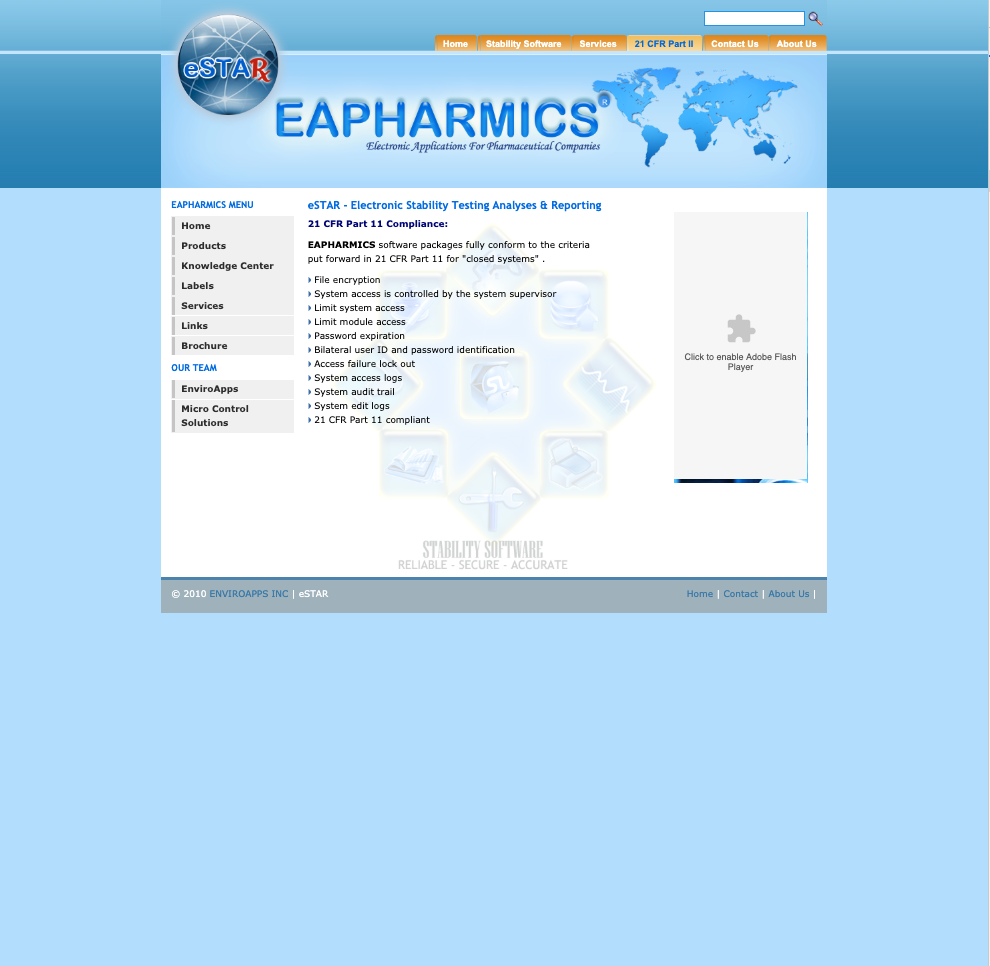 Home
Stability Software
Services
21 CFR Part II
Contact Us
About Us
eSTAR
EAPHARMICS ®
Electronic Applications For Pharmaceutical Companies
EAPHARMICS MENU
Home
Products
Knowledge Center
Labels
Services
Links
Brochure
OUR TEAM
EnviroApps
Micro Control
Solutions
eSTAR - Electronic Stability Testing Analyses & Reporting
21 CFR Part 11 Compliance:
EAPHARMICS software packages fully conform to the criteria
put forward in 21 CFR Part 11 for "closed systems" .
File encryption
System access is controlled by the system supervisor
Limit system access
Limit module access
Password expiration
Bilateral user ID and password identification
Access failure lock out
System access logs
System audit trail
System edit logs
21 CFR Part 11 compliant
STABILITY SOFTWARE
RELIABLE - SECURE - ACCURATE
Click to enable Adobe Flash
Player
© 2010 ENVIROAPPS INC | eSTAR
Home | Contact | About Us |